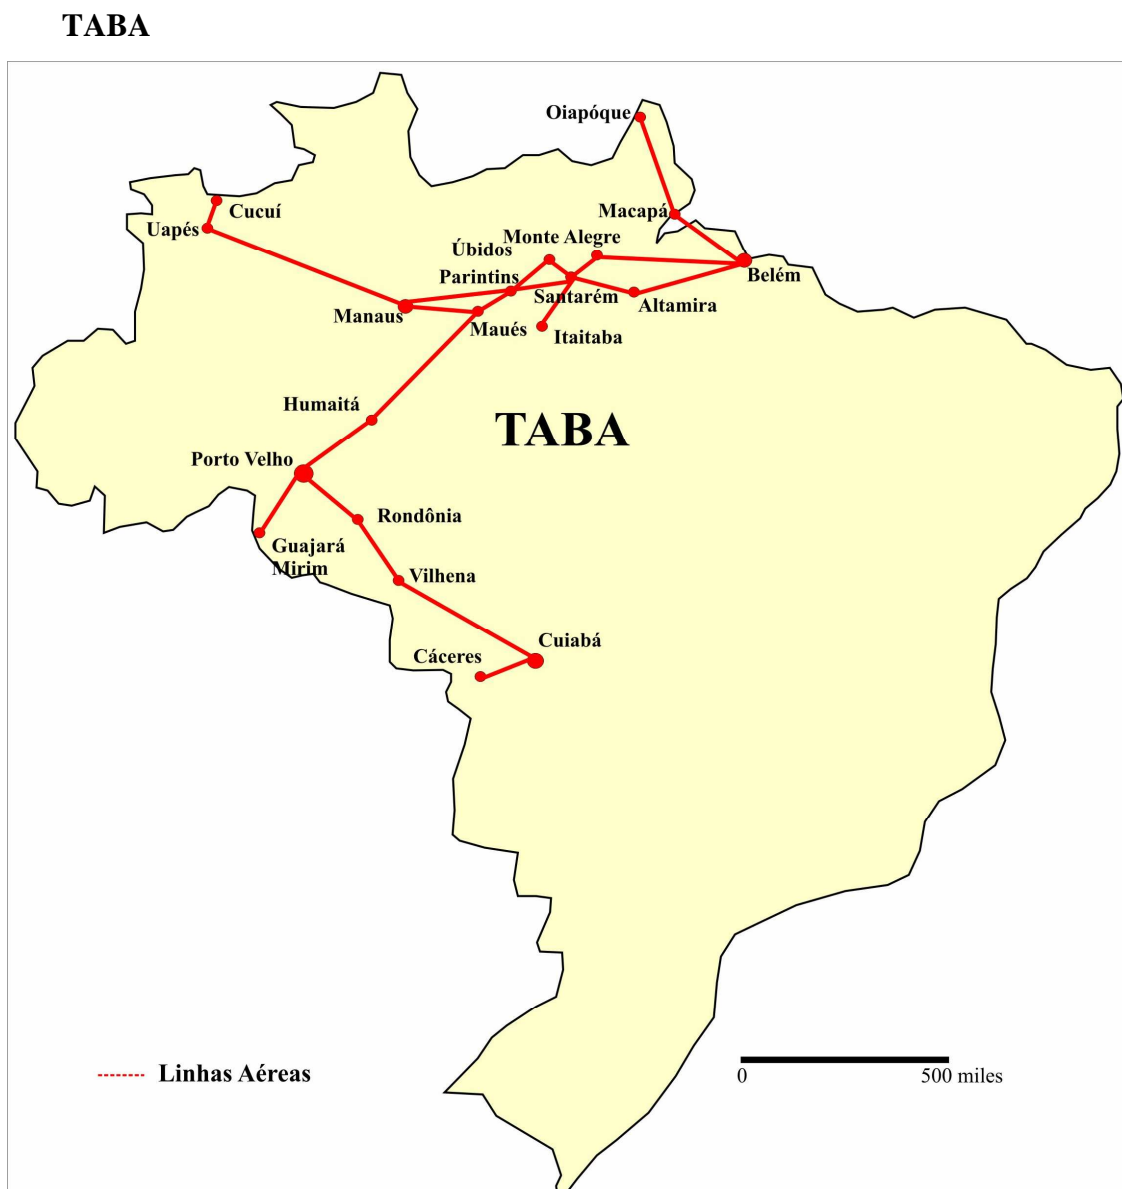 TABA
Oiapóque
Cucuí
Macapá
Uapés
Monte Alegre
Úbidos
Parintins
Belém
Santarém
Altamira
Manaus
Maués
Itaitaba
Humaitá
TABA
Porto Velho
Rondônia
Guajará
Mirim
Vilhena
Cuiabá
Cáceres
Linhas Aéreas
0
500 miles